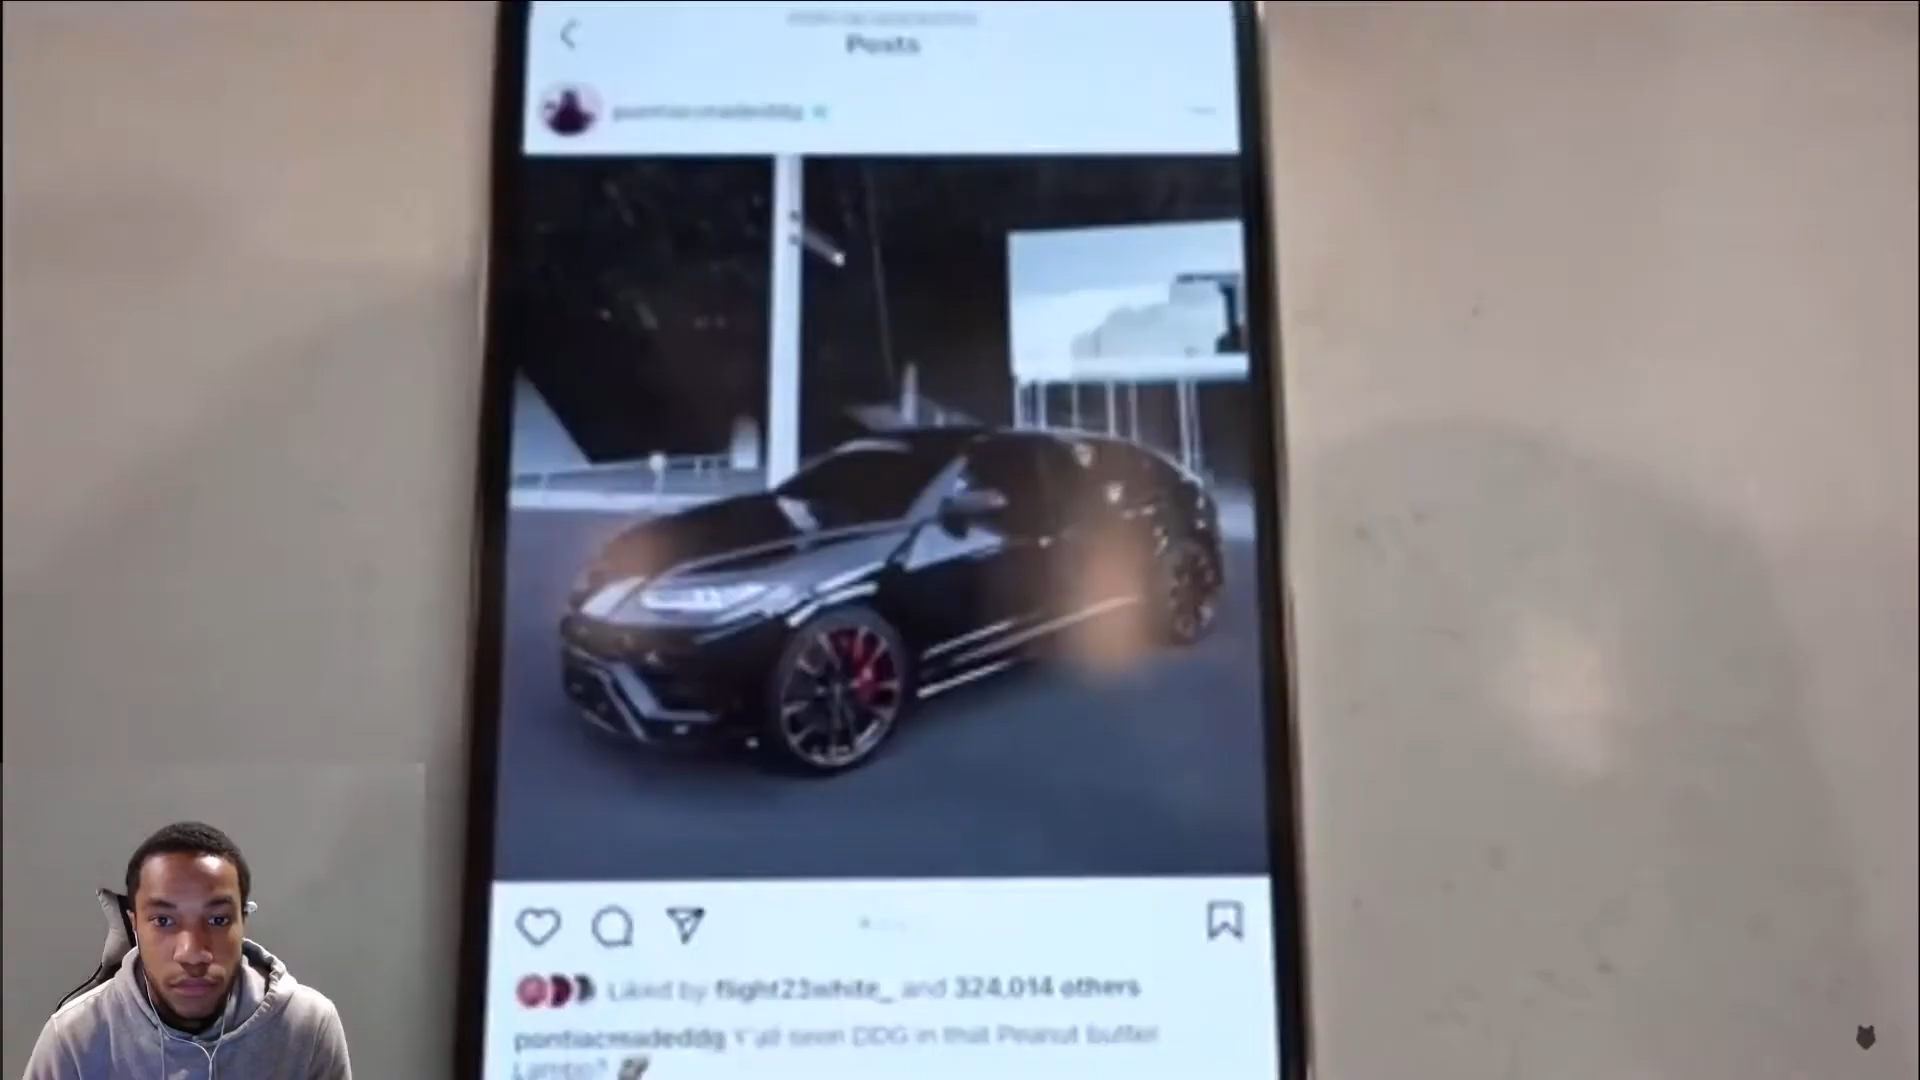 Posts
pontiacmadeddg
Liked by flight23white_ and 324,014 others
pontiacmadeddg Y'all seen DDG in that Peanut butter
Lambo?